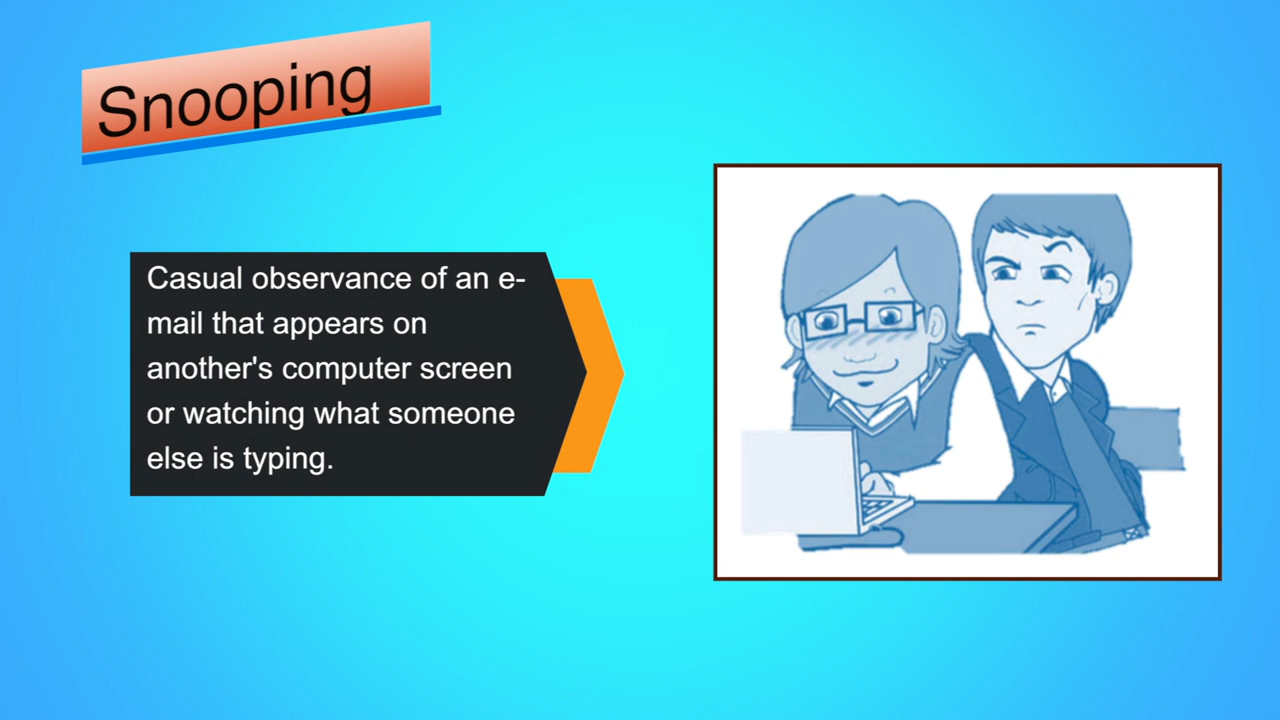 Snooping
Casual observance of an e-
mail that appears on
another's computer screen
or watching what someone
else is typing.